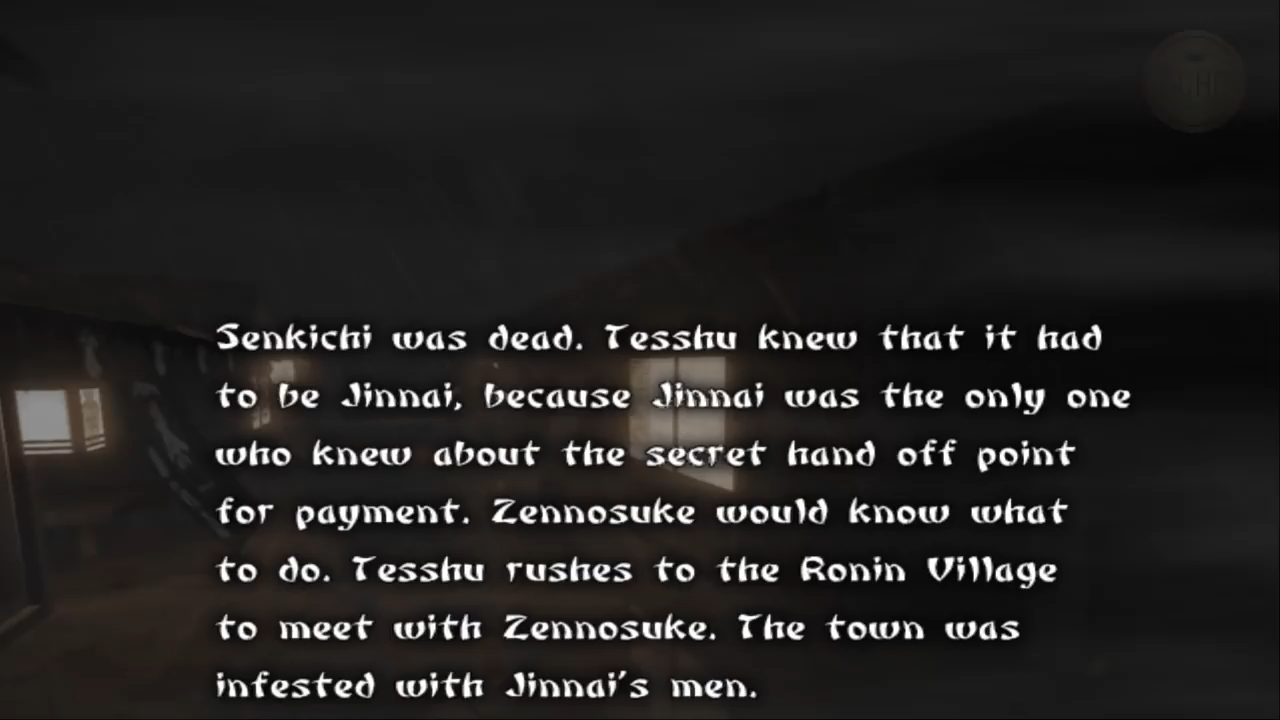 Senkichi was dead. Tesshu knew that it had
to be Jinnai, because Jinnai was the only one
who knew about the secret hand off point
for payment. Zennosuke would know what
to do. Tesshu rushes to the Ronin Village
to meet with Zennosuke. The town was
infested with Jinnai's men.